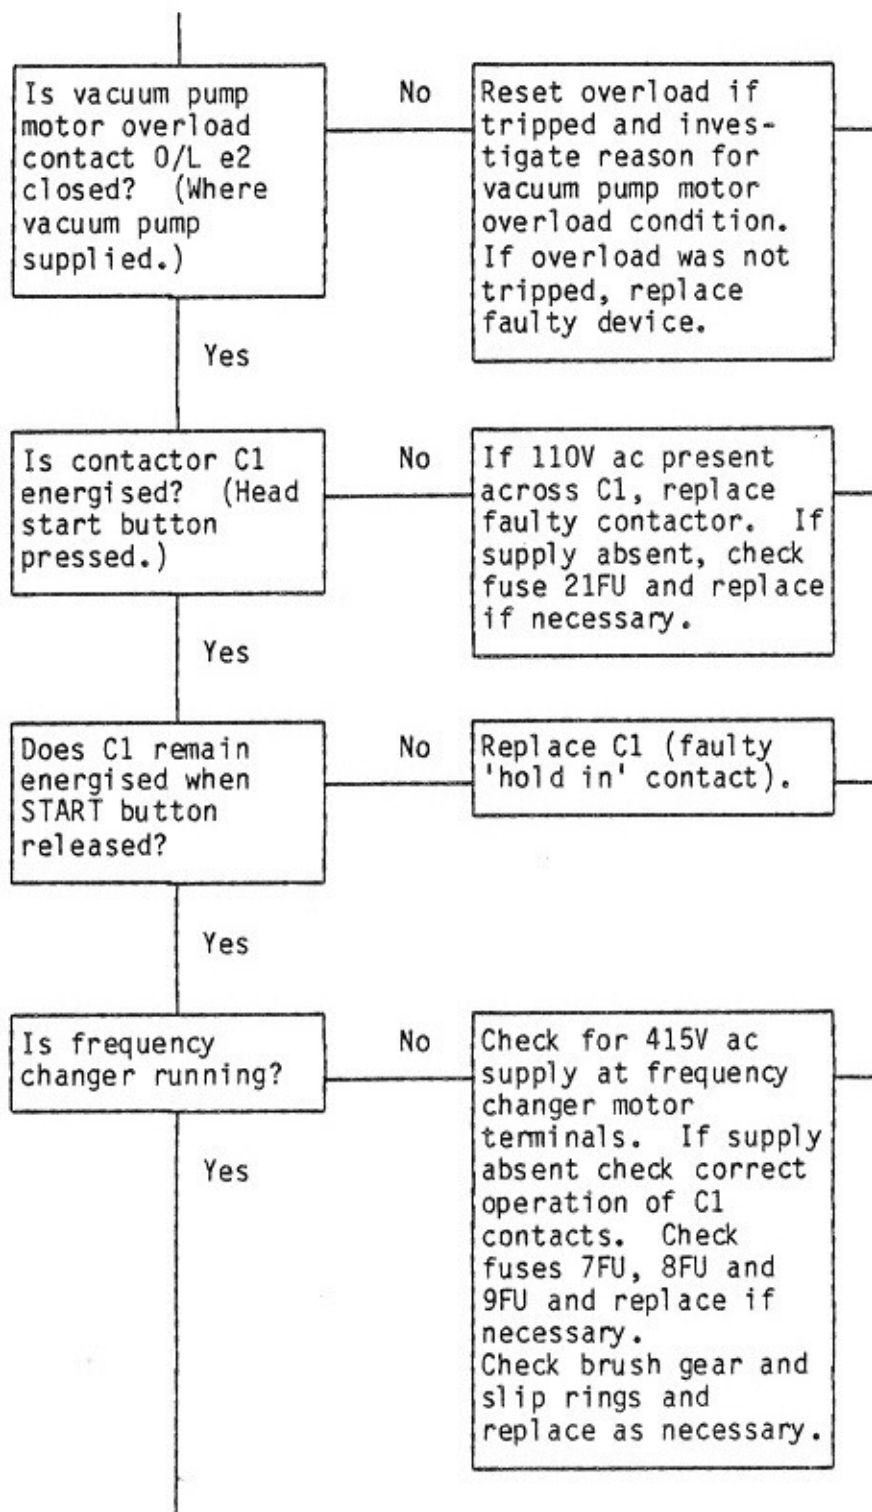 Is vacuum pump
motor overload
contact O/L e2
closed? (Where
vacuum pump
supplied.)
No
Reset overload if
tripped and inves-
tigate reason for
vacuum pump motor
overload condition.
If overload was not
tripped, replace
faulty device.
Yes
Is contactor C1
energised? (Head
start button
pressed.)
No
If 110V ac present
across C1, replace
faulty contactor. If
supply absent, check
fuse 21FU and replace
if necessary.
Yes
Does C1 remain
energised when
START button
released?
No
Replace C1 (faulty
'hold in' contact).
Yes
Is frequency
changer running?
No
Check for 415V ac
supply at frequency
changer motor
terminals. If supply
absent check correct
operation of C1
contacts. Check
fuses 7FU, 8FU and
9FU and replace if
necessary.
Check brush gear and
slip rings and
replace as necessary.
Yes